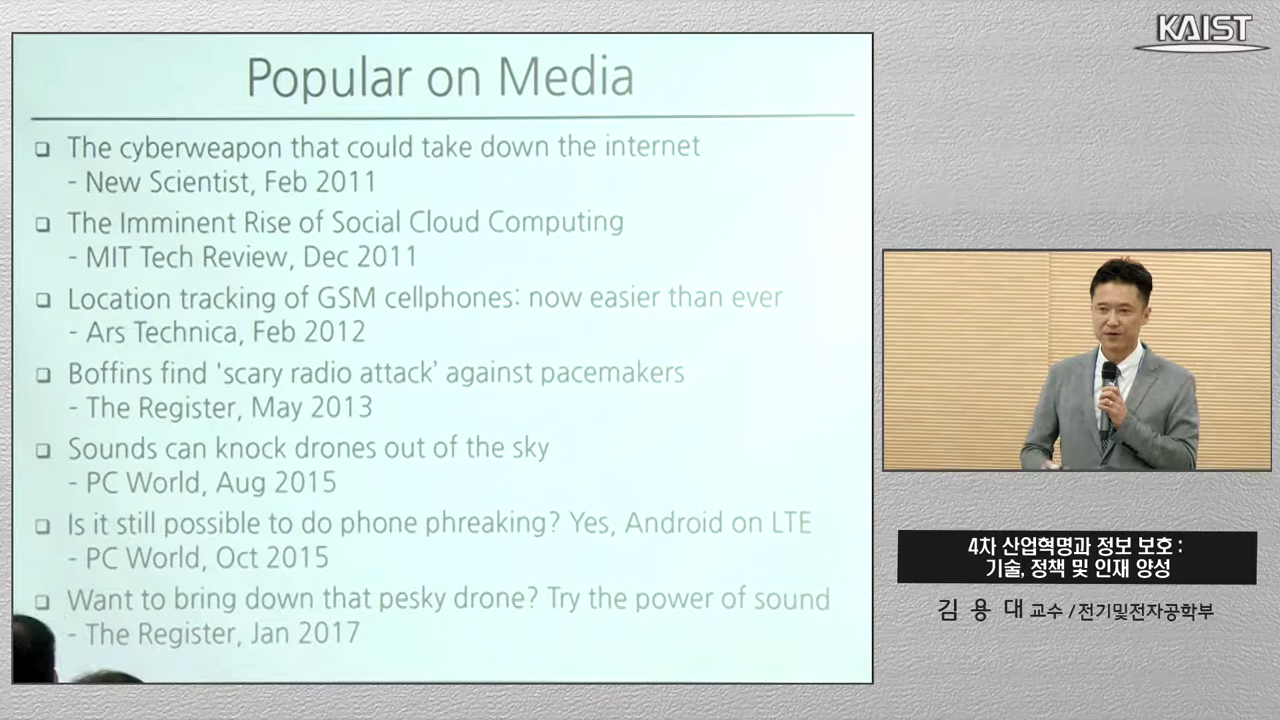 KAIST
Popular on Media
❑ The cyberweapon that could take down the internet
- New Scientist, Feb 2011
❑ The Imminent Rise of Social Cloud Computing
- MIT Tech Review, Dec 2011
❑ Location tracking of GSM cellphones: now easier than ever
- Ars Technica, Feb 2012
❑ Boffins find 'scary radio attack’ against pacemakers
- The Register, May 2013
❑ Sounds can knock drones out of the sky
- PC World, Aug 2015
❑ Is it still possible to do phone phreaking? Yes, Android on LTE
- PC World, Oct 2015
❑ Want to bring down that pesky drone? Try the power of sound
- The Register, Jan 2017
4차 산업혁명과 정보 보호 :
기술, 정책 및 인재 양성
김 용 대 교수 / 전기및전자공학부